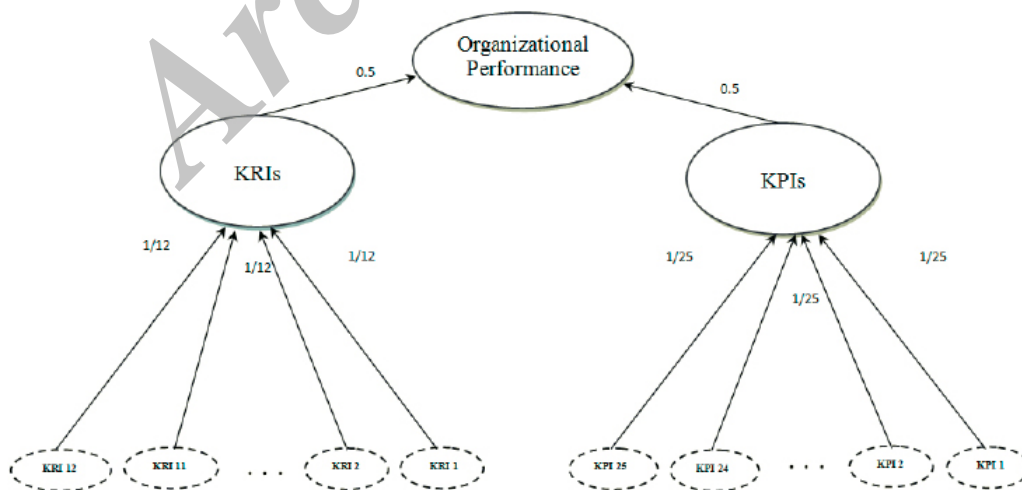 Organizational
Performance
0.5
0.5
KRIs
KPIs
1/12
1/12
1/12
1/25
1/25
1/25
KRI 12
KRI 11
. . .
KRI 2
KRI 1
KPI 25
KPI 24
. . .
KPI 2
KPI 1